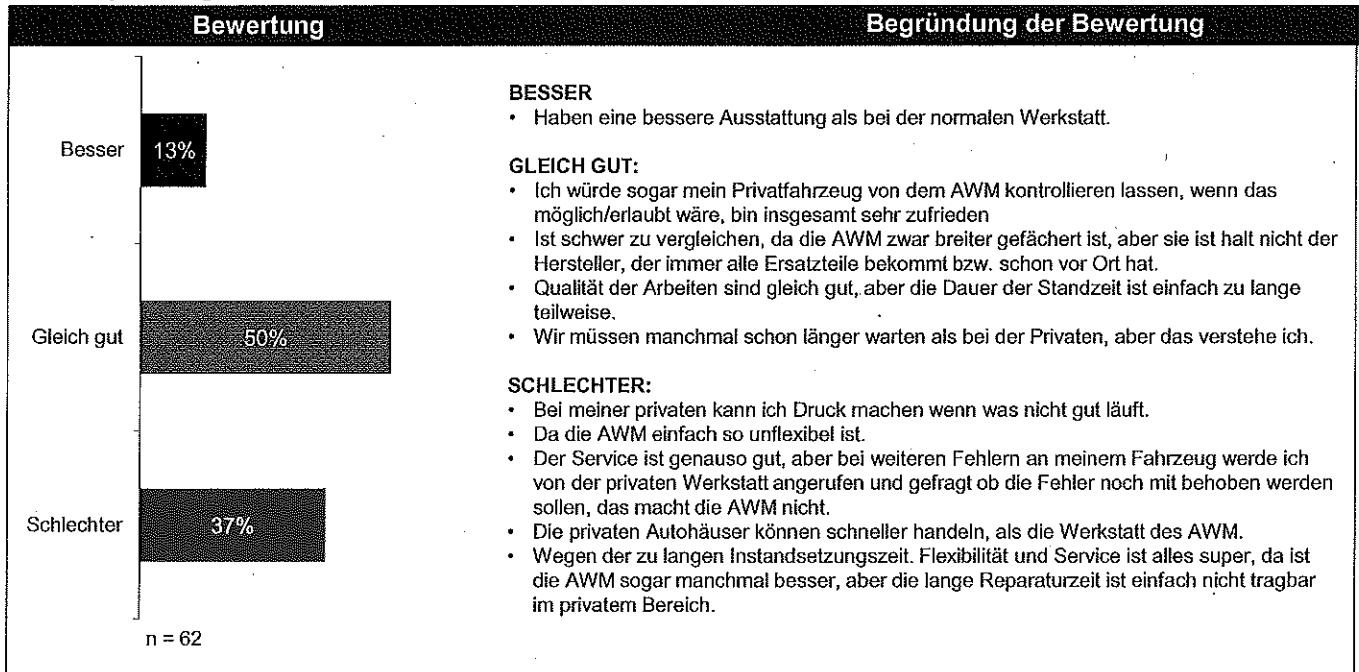 Bewertung
Begründung der Bewertung
Besser
13%
Gleich gut
50%
Schlechter
37%
n = 62
BESSER
• Haben eine bessere Ausstattung als bei der normalen Werkstatt.
GLEICH GUT:
• Ich würde sogar mein Privatfahrzeug von dem AWM kontrollieren lassen, wenn das
möglich/erlaubt wäre, bin insgesamt sehr zufrieden
• Ist schwer zu vergleichen, da die AWM zwar breiter gefächert ist, aber sie ist halt nicht der
Hersteller, der immer alle Ersatzteile bekommt bzw. schon vor Ort hat.
• Qualität der Arbeiten sind gleich gut, aber die Dauer der Standzeit ist einfach zu lange
teilweise.
• Wir müssen manchmal schon länger warten als bei der Privaten, aber das verstehe ich.
SCHLECHTER:
• Bei meiner privaten kann ich Druck machen wenn was nicht gut läuft.
• Da die AWM einfach so unflexibel ist.
• Der Service ist genauso gut, aber bei weiteren Fehlern an meinem Fahrzeug werde ich
von der privaten Werkstatt angerufen und gefragt ob die Fehler noch mit behoben werden
sollen, das macht die AWM nicht.
• Die privaten Autohäuser können schneller handeln, als die Werkstatt des AWM.
• Wegen der zu langen Instandsetzungszeit. Flexibilität und Service ist alles super, da ist
die AWM sogar manchmal besser, aber die lange Reparaturzeit ist einfach nicht tragbar
im privatem Bereich.